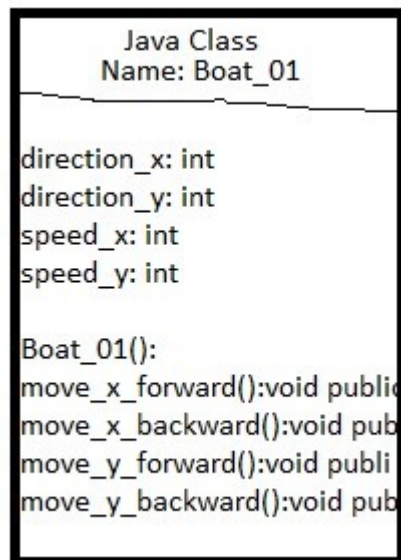 Java Class
Name: Boat_01
direction_x: int
direction_y: int
speed_x: int
speed_y: int
Boat_01():
move_x_forward():void public
move_x_backward():void pub
move_y_forward():void publi
move_y_backward():void pub